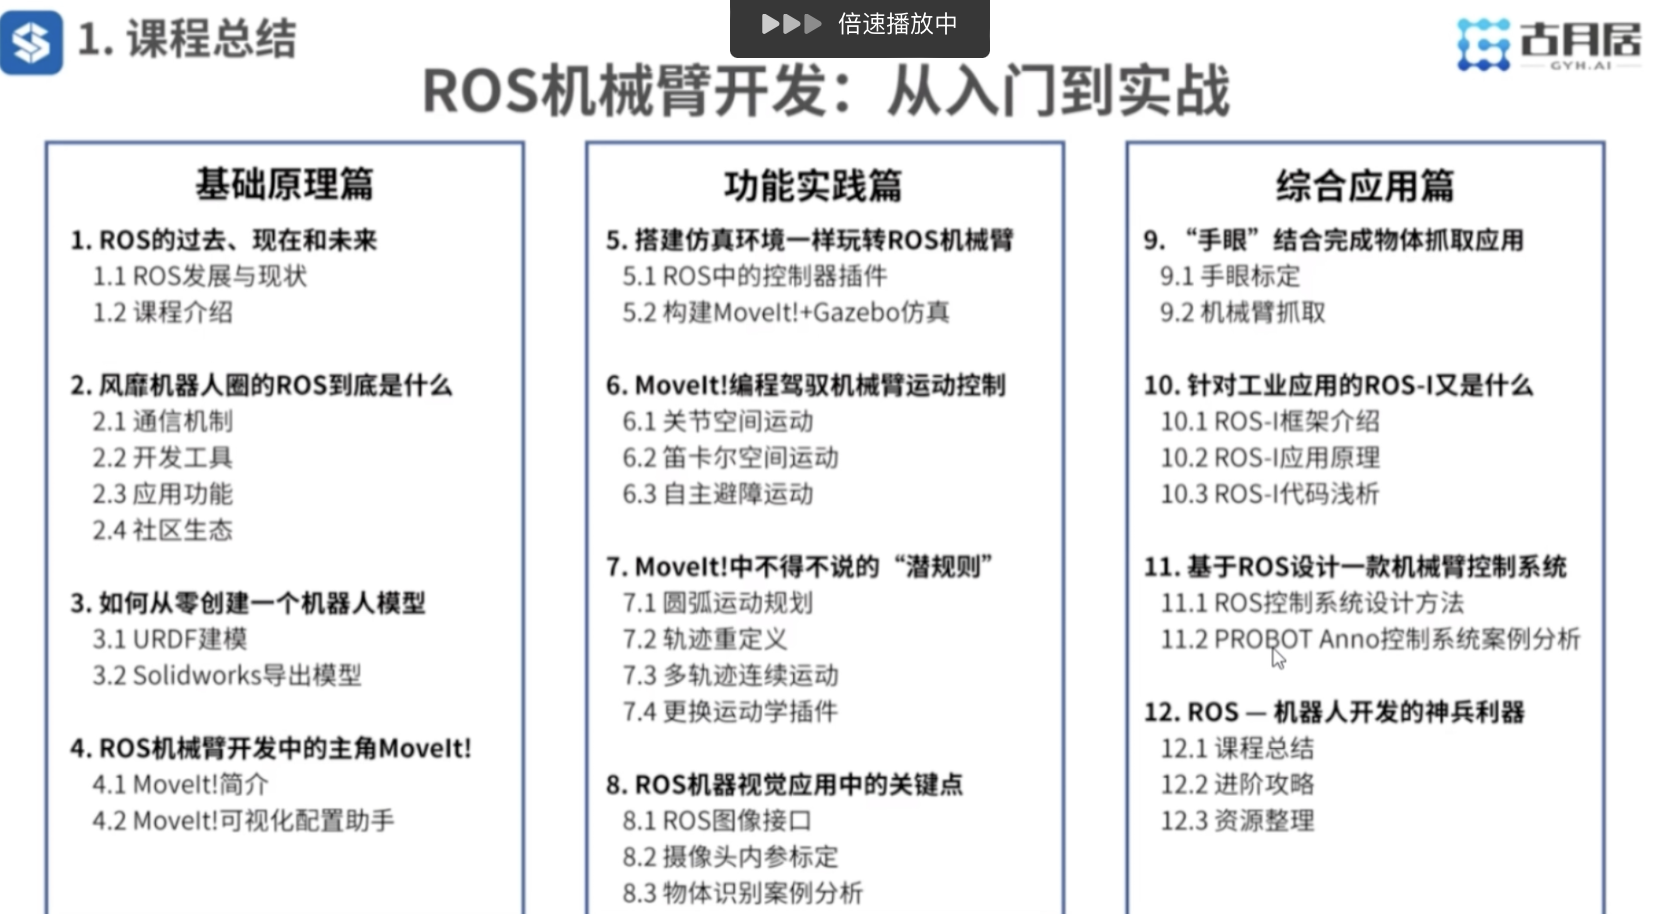 倍速播放中
1. 课程总结
古月居
GYH.AI
ROS机械臂开发：从入门到实战
基础原理篇
1. ROS的过去、现在和未来
1.1 ROS发展与现状
1.2 课程介绍
2. 风靡机器人圈的ROS到底是什么
2.1 通信机制
2.2 开发工具
2.3 应用功能
2.4 社区生态
3. 如何从零创建一个机器人模型
3.1 URDF建模
3.2 Solidworks导出模型
4. ROS机械臂开发中的主角MoveIt!
4.1 MoveIt!简介
4.2 MoveIt!可视化配置助手
功能实践篇
5. 搭建仿真环境一样玩转ROS机械臂
5.1 ROS中的控制器插件
5.2 构建MoveIt!+Gazebo仿真
6. MoveIt!编程驾驭机械臂运动控制
6.1 关节空间运动
6.2 笛卡尔空间运动
6.3 自主避障运动
7. MoveIt!中不得不说的“潜规则”
7.1 圆弧运动规划
7.2 轨迹重定义
7.3 多轨迹连续运动
7.4 更换运动学插件
8. ROS机器视觉应用中的关键点
8.1 ROS图像接口
8.2 摄像头内参标定
8.3 物体识别案例分析
综合应用篇
9. “手眼”结合完成物体抓取应用
9.1 手眼标定
9.2 机械臂抓取
10. 针对工业应用的ROS-I又是什么
10.1 ROS-I框架介绍
10.2 ROS-I应用原理
10.3 ROS-I代码浅析
11. 基于ROS设计一款机械臂控制系统
11.1 ROS控制系统设计方法
11.2 PROBOT Anno控制系统案例分析
12. ROS — 机器人开发的神兵利器
12.1 课程总结
12.2 进阶攻略
12.3 资源整理